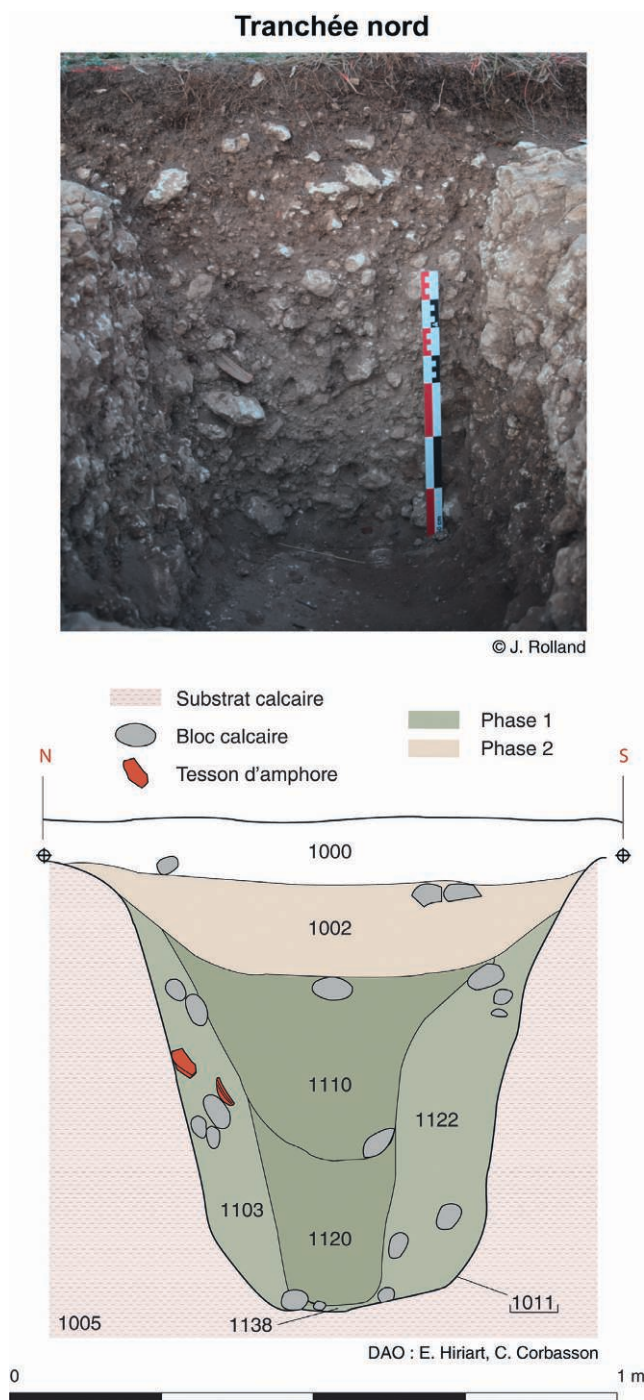 Tranchée nord
© J. Rolland
Substrat calcaire
Bloc calcaire
Tesson d'amphore
Phase 1
Phase 2
N
S
1000
1002
1110
1122
1103
1120
1011
1005
1138
DAO : E. Hiriart, C. Corbasson
0
1 m